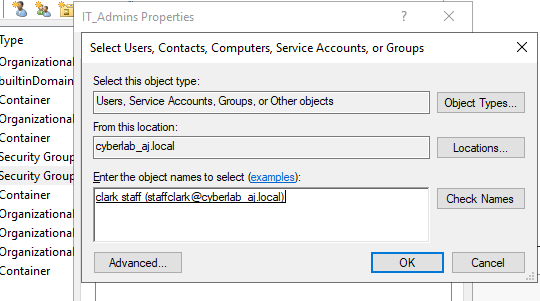 IT_Admins Properties
?
Type
Select Users, Contacts, Computers, Service Accounts, or Groups
Organizational
builtinDomain
Container
Organizational
Container
Organizational
Security Group
Security Group
Container
Organizational
Organizational
Organizational
Container
Select this object type:
Users, Service Accounts, Groups, or Other objects
Object Types...
From this location:
cyberlab_aj.local
Locations...
Enter the object names to select (examples):
clark staff (staffclark@cyberlab_aj.local)
Check Names
Advanced...
OK
Cancel